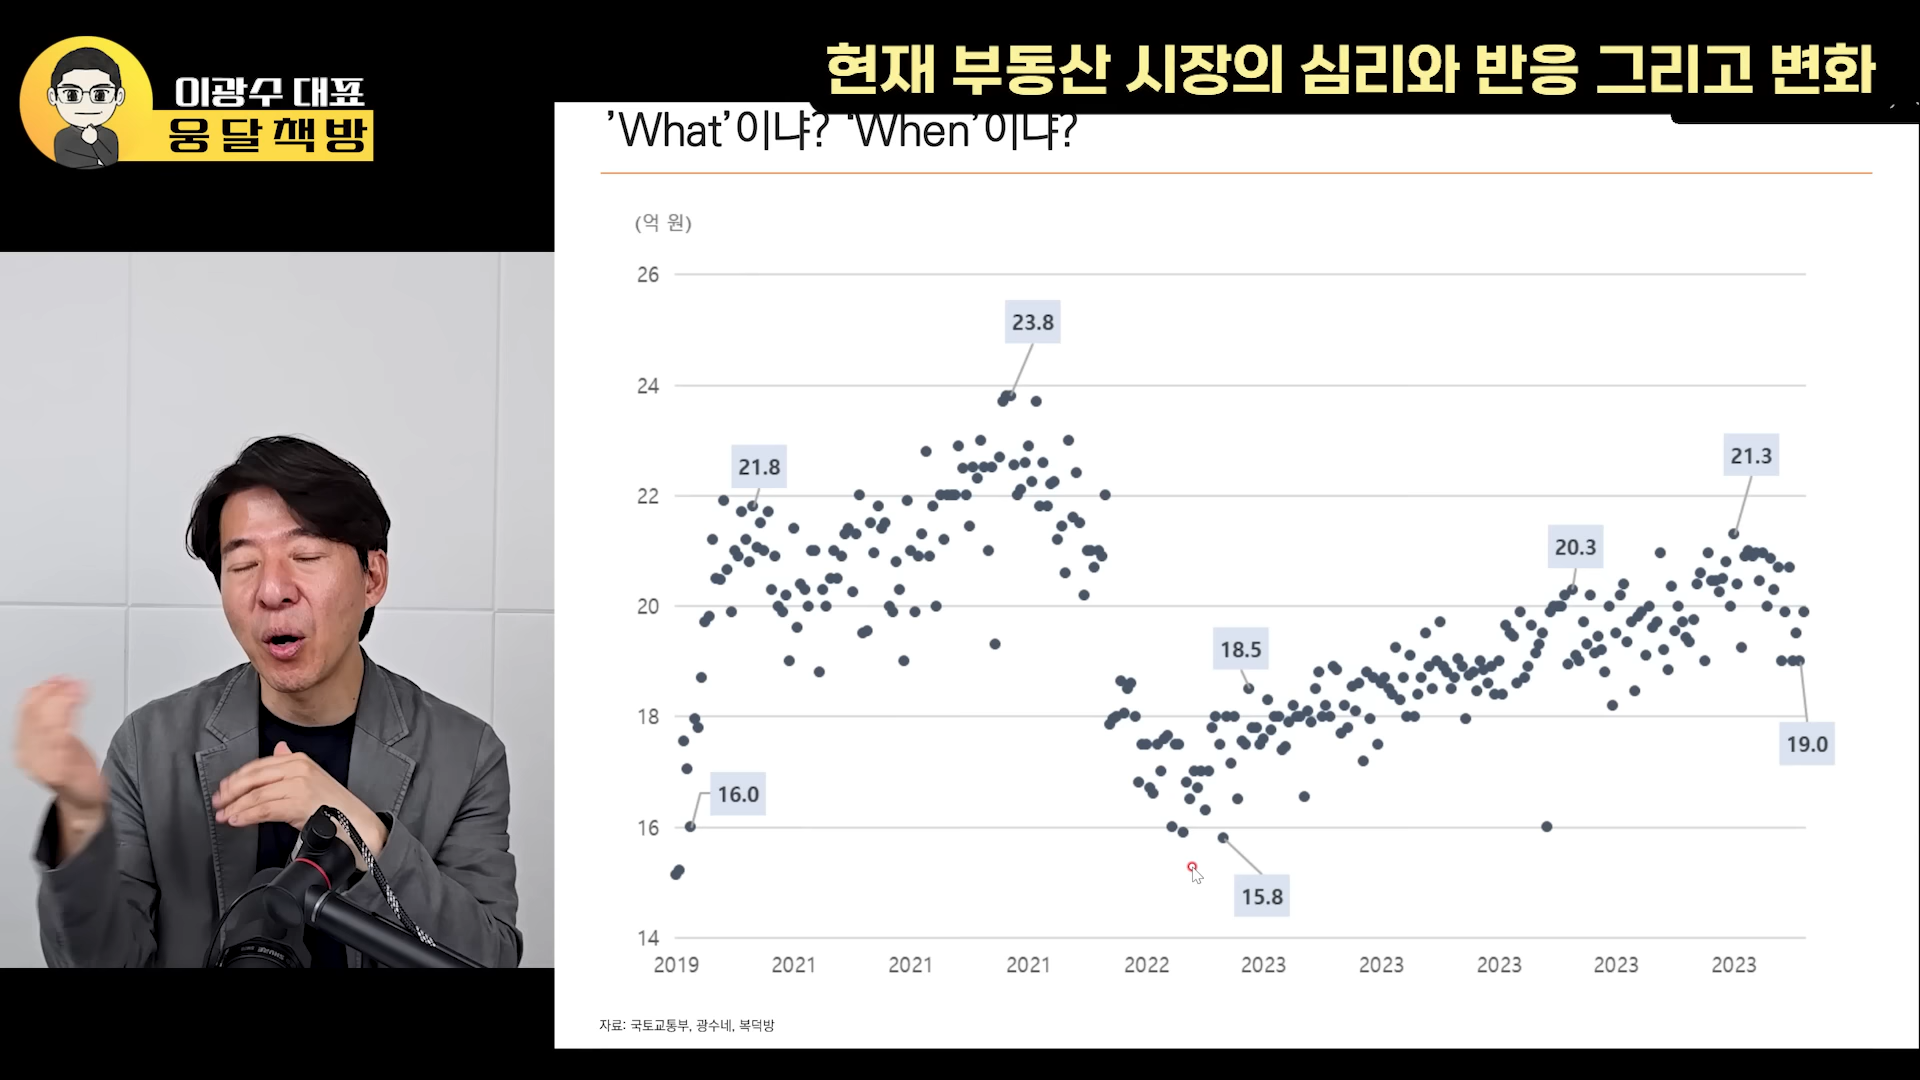 현재 부동산 시장의 심리와 반응 그리고 변화
이광수 대표
웅달책방
'What'이냐? 'When'이냐?
(억 원)
26
24
22
20
18
16
14
23.8
21.8
21.3
20.3
18.5
16.0
19.0
15.8
2019 2021 2021 2021 2022 2023 2023 2023 2023 2023
자료: 국토교통부, 광수네, 복덕방
SHURE